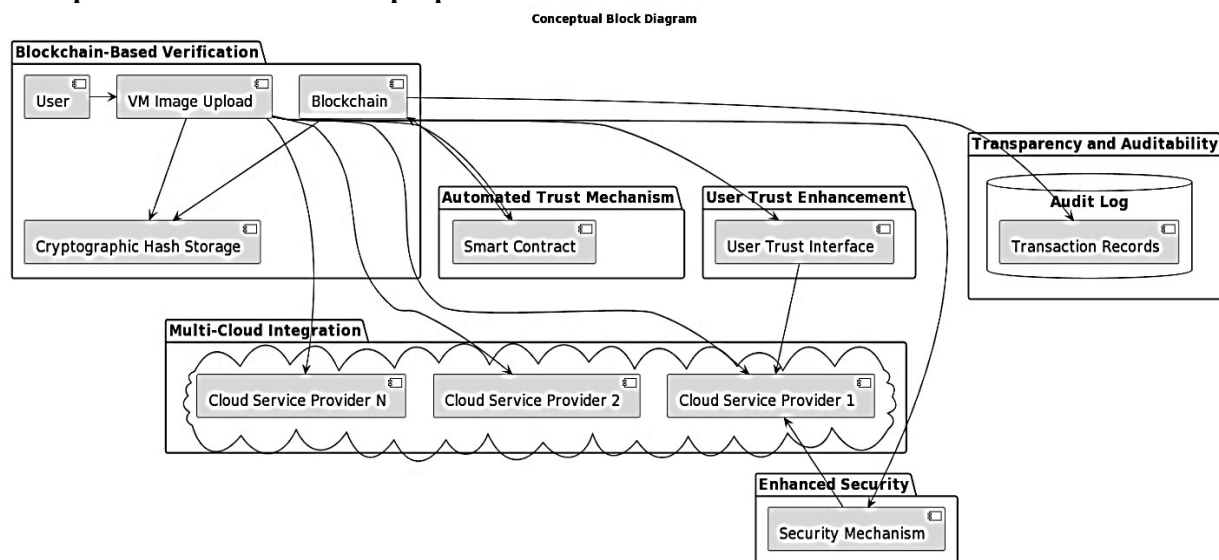 Conceptual Block Diagram
Blockchain-Based Verification
User
VM Image Upload
Blockchain
Cryptographic Hash Storage
Automated Trust Mechanism
Smart Contract
User Trust Enhancement
User Trust Interface
Transparency and Auditability
Audit Log
Transaction Records
Multi-Cloud Integration
Cloud Service Provider N
Cloud Service Provider 2
Cloud Service Provider 1
Enhanced Security
Security Mechanism